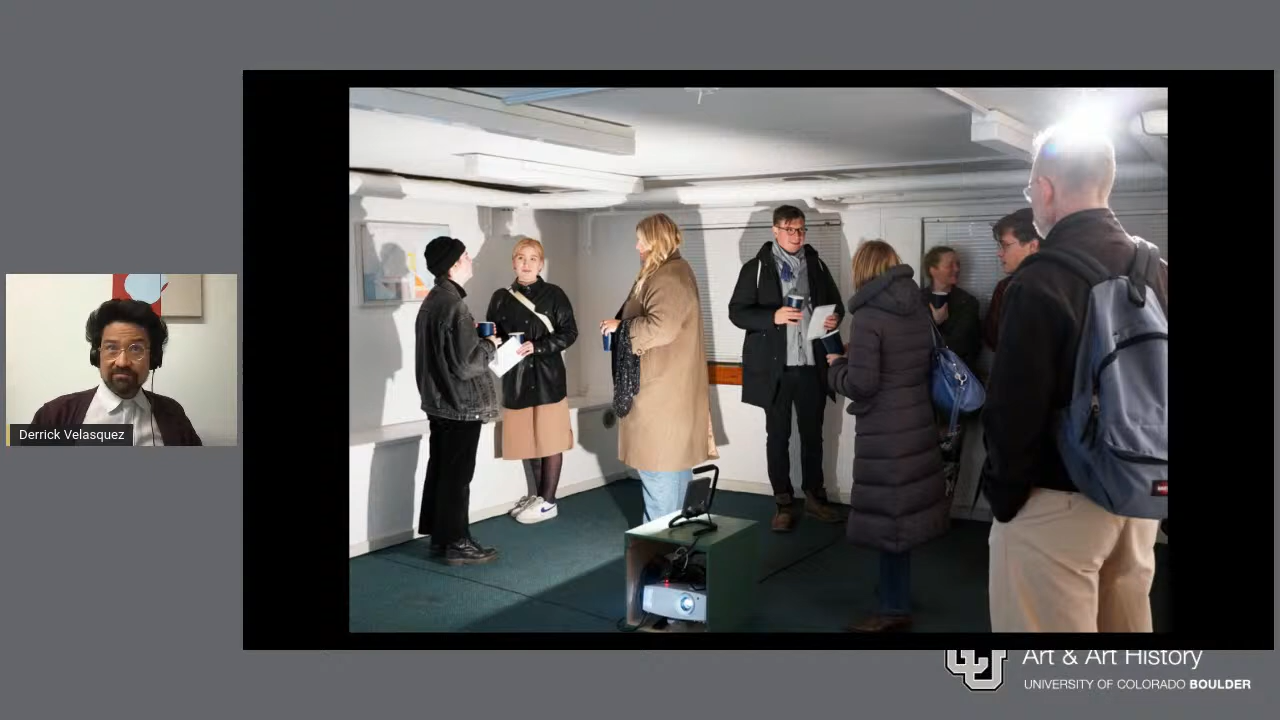 Derrick Velasquez
Art & Art History
UNIVERSITY OF COLORADO BOULDER